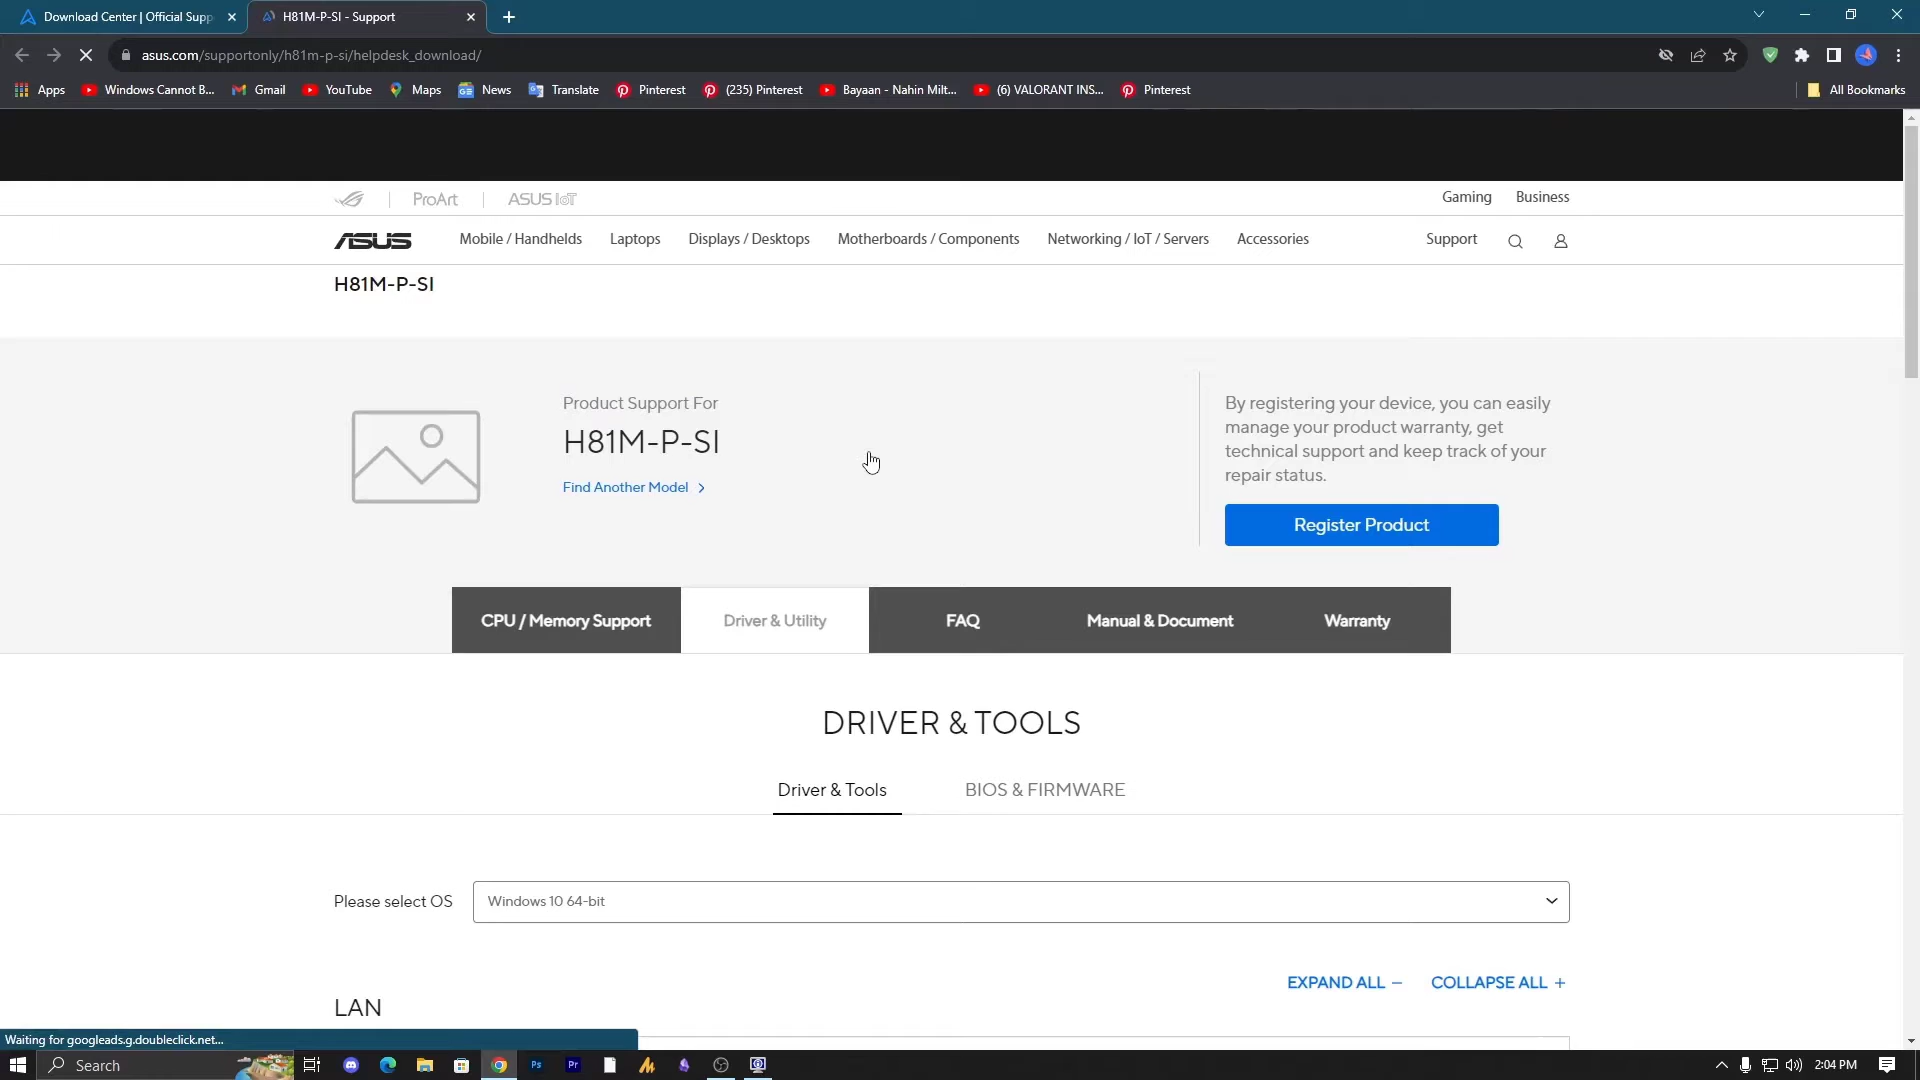 Download Center | Official Supp
H81M-P-SI - Support
asus.com/supportonly/h81m-p-si/helpdesk_download/
Apps
Windows Cannot B...
Gmail
YouTube
Maps
News
Translate
Pinterest
(235) Pinterest
Bayaan - Nahin Milt...
(6) VALORANT INS...
Pinterest
All Bookmarks
ProArt
ASUS IoT
Gaming
Business
ASUS
Mobile / Handhelds
Laptops
Displays / Desktops
Motherboards / Components
Networking / IoT / Servers
Accessories
Support
H81M-P-SI
Product Support For
H81M-P-SI
Find Another Model
By registering your device, you can easily
manage your product warranty, get
technical support and keep track of your
repair status.
Register Product
CPU / Memory Support
Driver & Utility
FAQ
Manual & Document
Warranty
DRIVER & TOOLS
Driver & Tools
BIOS & FIRMWARE
Please select OS
Windows 10 64-bit
EXPAND ALL −
COLLAPSE ALL +
LAN
Waiting for googleads.g.doubleclick.net...
Search
Ps
Pr
2:04 PM